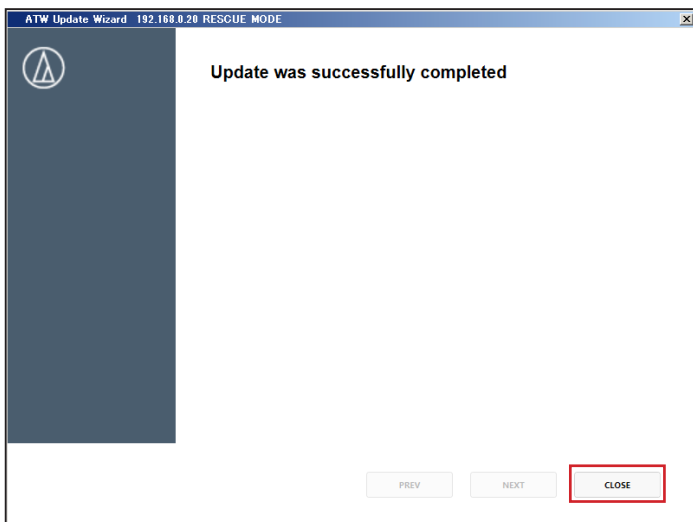 ATW Update Wizard 192.168.0.20 RESCUE MODE
Update was successfully completed
PREV NEXT CLOSE